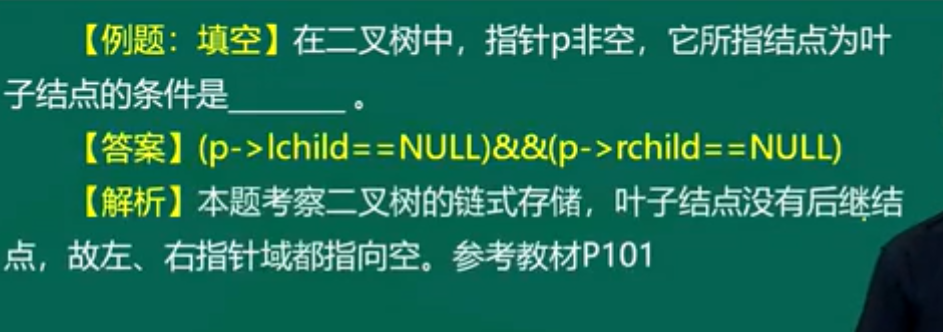 【例题：填空】在二叉树中，指针p非空，它所指结点为叶
子结点的条件是_______ 。
【答案】(p->lchild==NULL)&&(p->rchild==NULL)
【解析】本题考察二叉树的链式存储，叶子结点没有后继结
点，故左、右指针域都指向空。参考教材P101